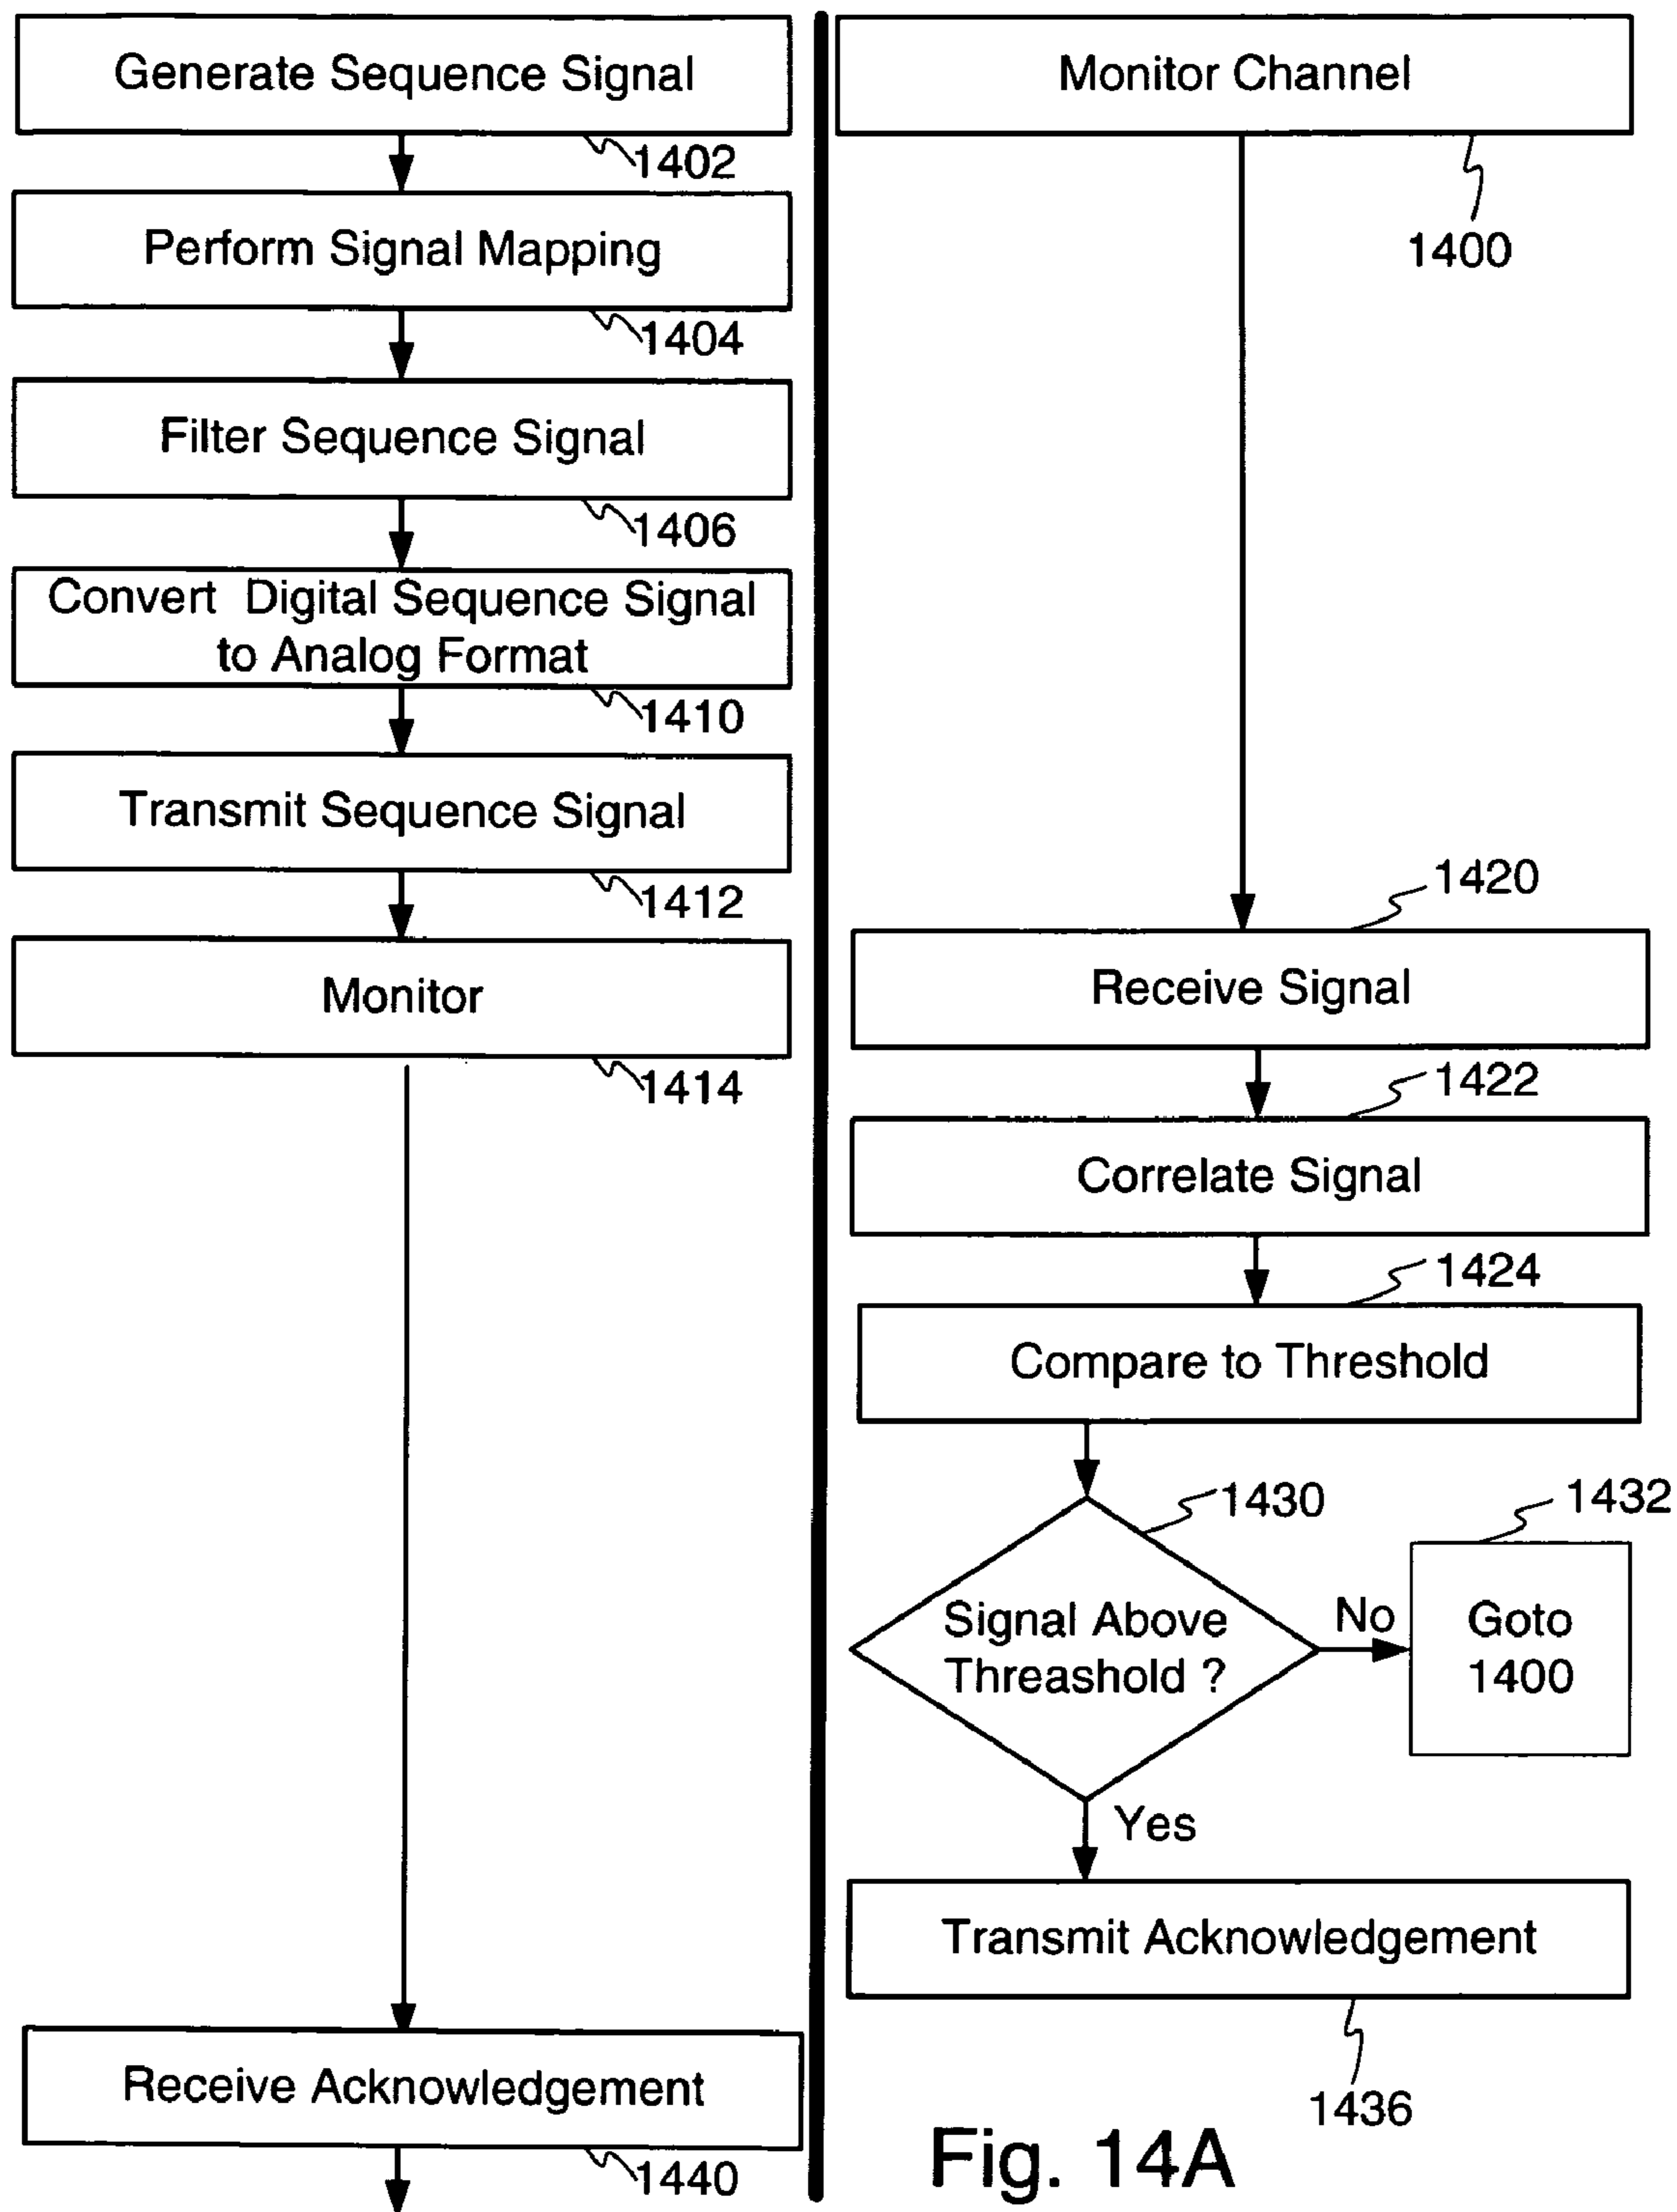 Generate Sequence Signal
1402
Perform Signal Mapping
1404
Filter Sequence Signal
1406
Convert Digital Sequence Signal
to Analog Format
1410
Transmit Sequence Signal
1412
Monitor
1414
Receive Acknowledgement
1440
Monitor Channel
1400
1420
Receive Signal
1422
Correlate Signal
1424
Compare to Threshold
1430
Signal Above
Threashold ?
No
1432
Goto
1400
Yes
Transmit Acknowledgement
1436
Fig. 14A